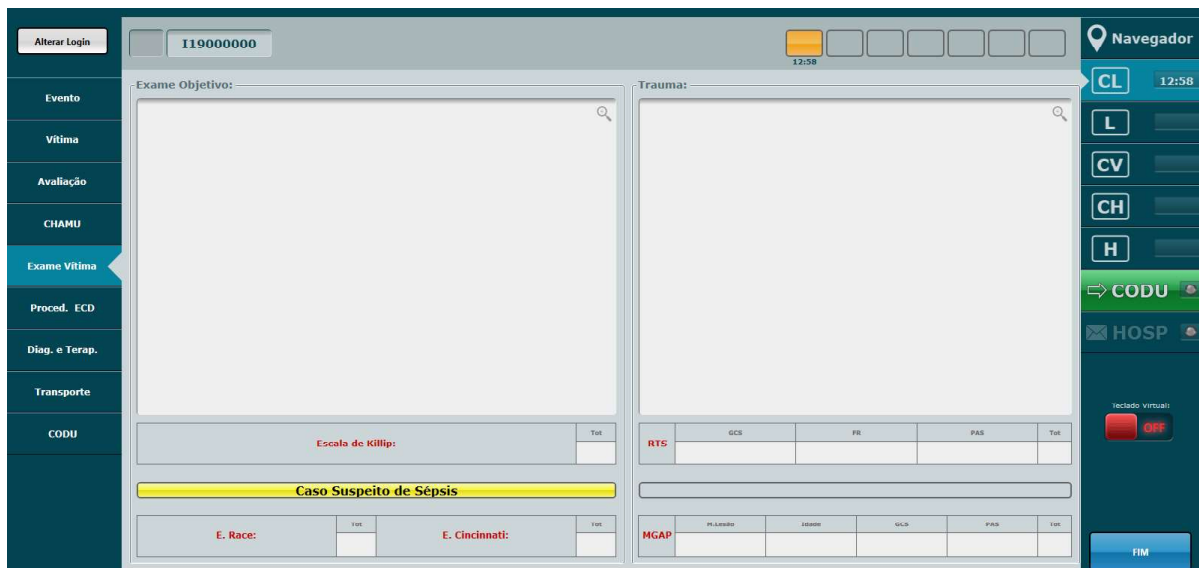 Alterar Login
I19000000
12:58
Navegador
Evento
Vítima
Avaliação
CHAMU
Exame Vítima
Proced. ECD
Diag. e Terap.
Transporte
CODU
Exame Objetivo:
Escala de Killip:
Tot
Caso Suspeito de Sépsis
E. Race:
Tot
E. Cincinnati:
Tot
Trauma:
RTS
GCS
FR
PAS
Tot
MGAP
M.Lesão
Idade
GCS
PAS
Tot
CL
12:58
L
CV
CH
H
CODU
HOSP
Teclado virtual:
OFF
FIM